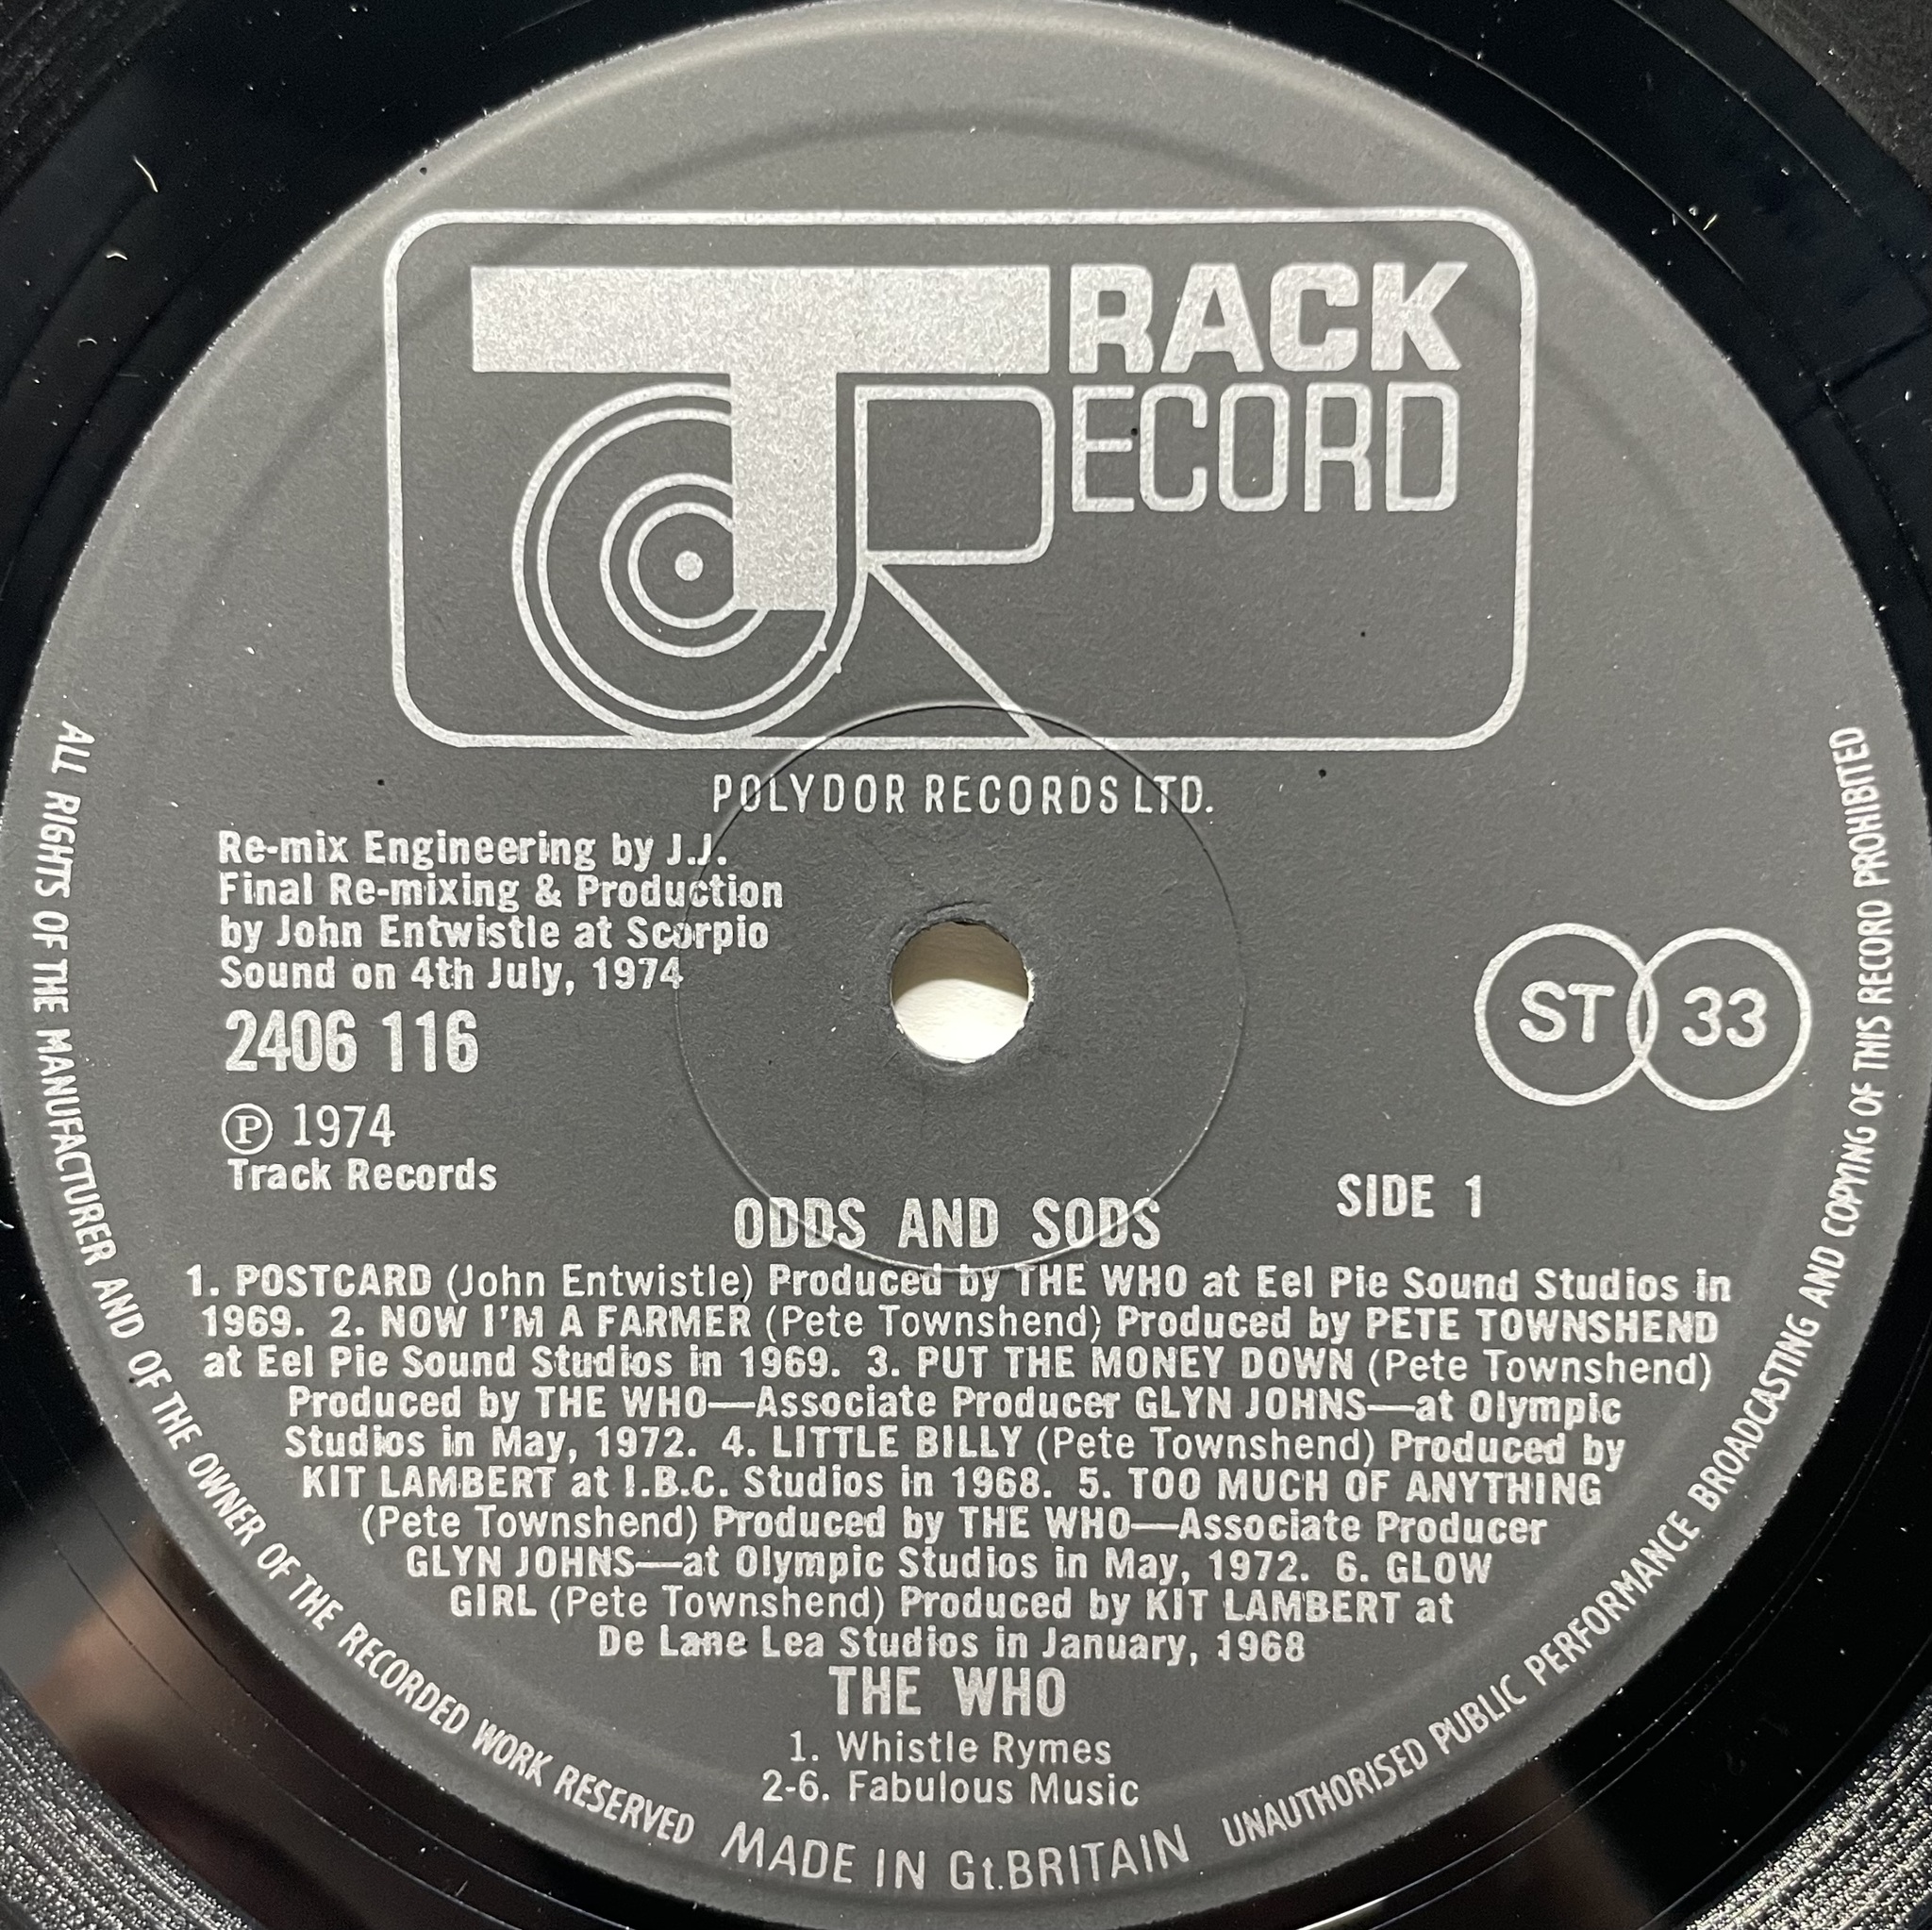 TRACK
RECORD
POLYDOR RECORDS LTD.
Re-mix Engineering by J.J.
Final Re-mixing & Production
by John Entwistle at Scorpio
Sound on 4th July, 1974
2406 116
ST 33
Ⓟ 1974
Track Records
SIDE 1
ODDS AND SODS
1. POSTCARD (John Entwistle) Produced by THE WHO at Eel Pie Sound Studios in
1969. 2. NOW I'M A FARMER (Pete Townshend) Produced by PETE TOWNSHEND
at Eel Pie Sound Studios in 1969. 3. PUT THE MONEY DOWN (Pete Townshend)
Produced by THE WHO—Associate Producer GLYN JOHNS—at Olympic
Studios in May, 1972. 4. LITTLE BILLY (Pete Townshend) Produced by
KIT LAMBERT at I.B.C. Studios in 1968. 5. TOO MUCH OF ANYTHING
(Pete Townshend) Produced by THE WHO—Associate Producer
GLYN JOHNS—at Olympic Studios in May, 1972. 6. GLOW
GIRL (Pete Townshend) Produced by KIT LAMBERT at
De Lane Lea Studios in January, 1968
THE WHO
1. Whistle Rymes
2-6. Fabulous Music
ALL RIGHTS OF THE MANUFACTURER AND OF THE OWNER OF THE RECORDED WORK RESERVED
MADE IN Gt.BRITAIN
UNAUTHORISED PUBLIC PERFORMANCE BROADCASTING AND COPYING OF THIS RECORD PROHIBITED